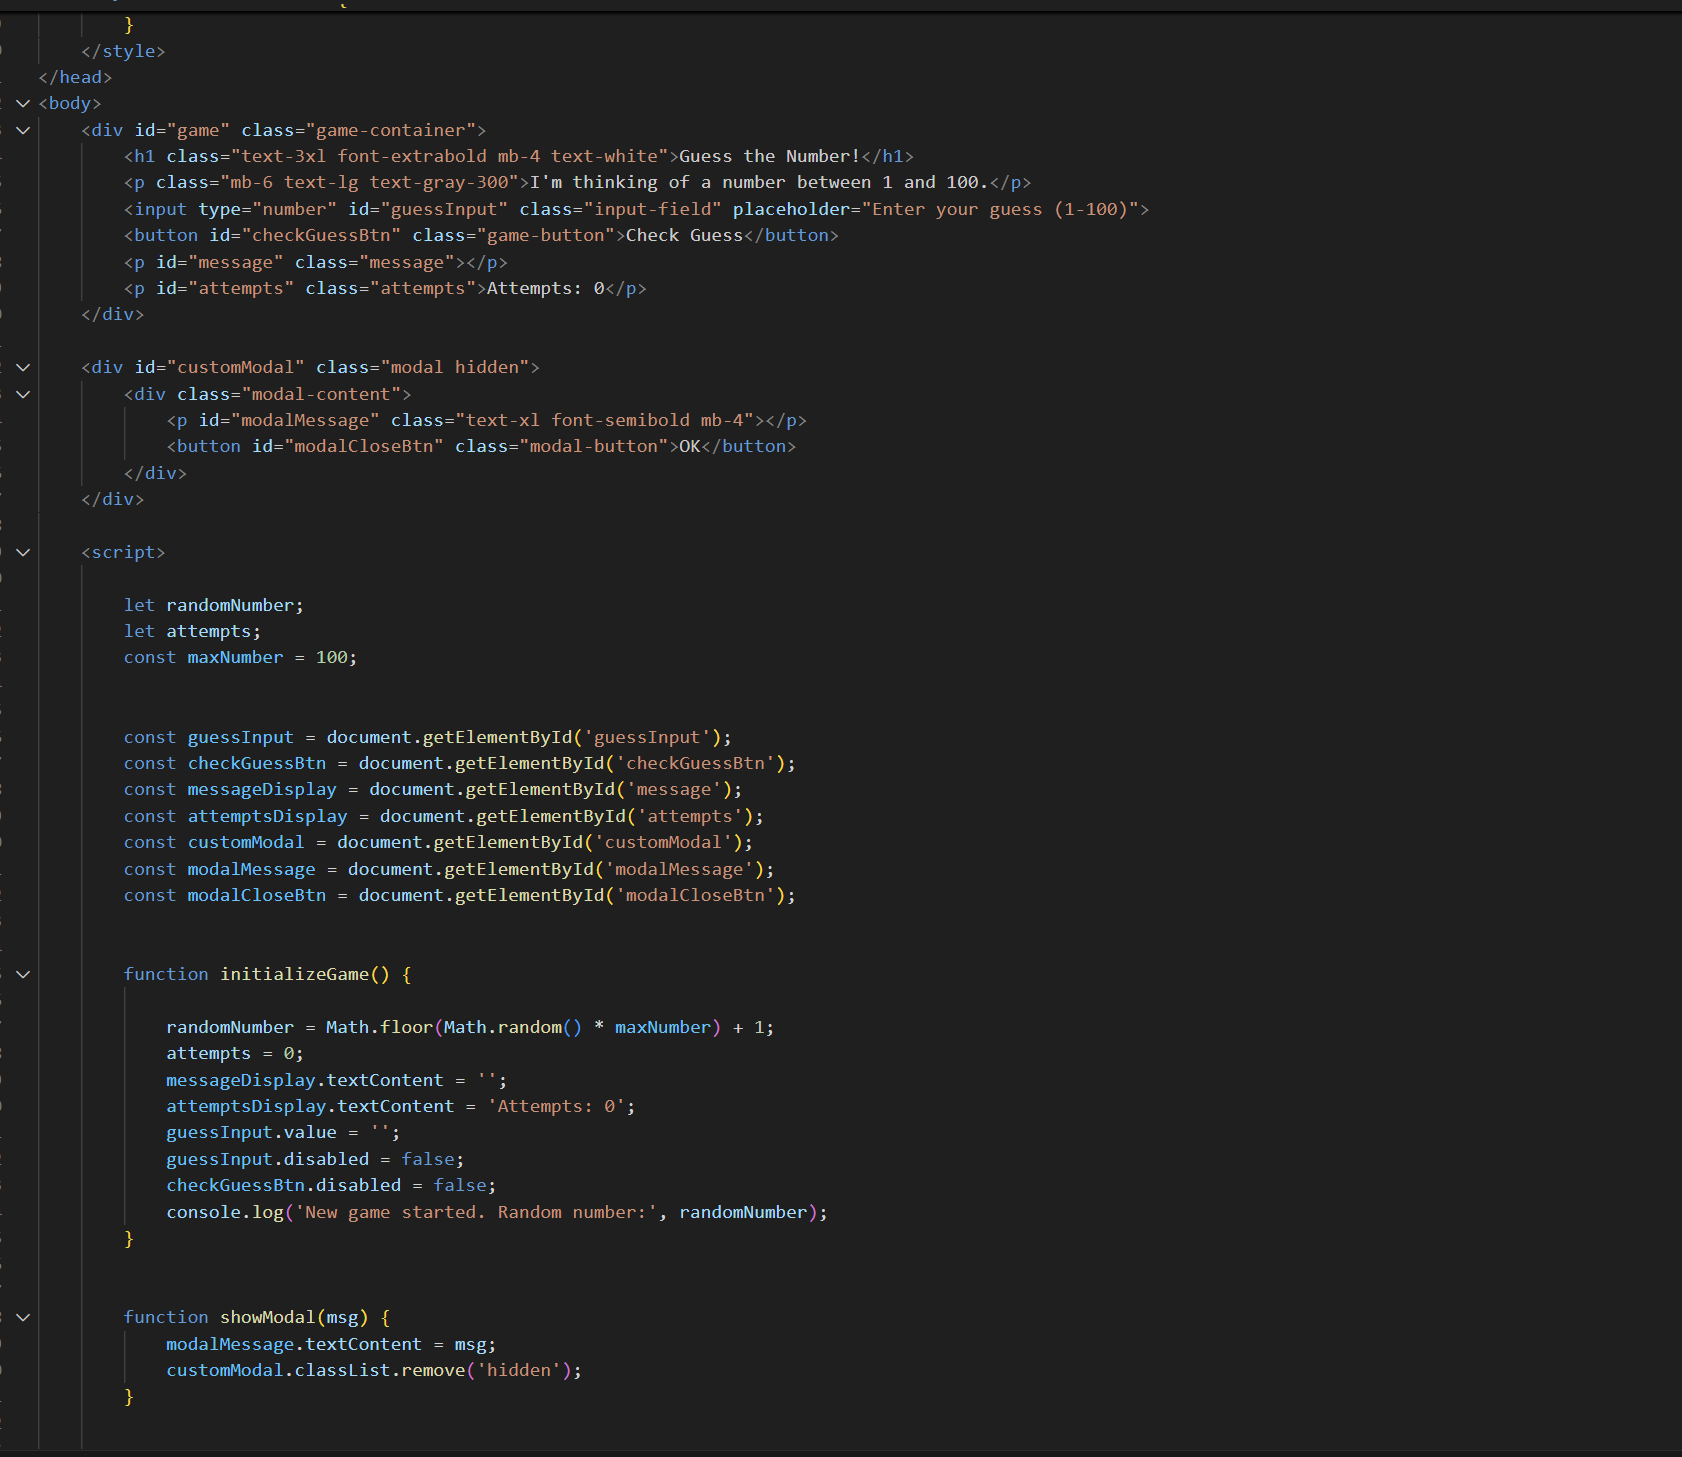 {
        }
    </style>
</head>
<body>
    <div id="game" class="game-container">
        <h1 class="text-3xl font-extrabold mb-4 text-white">Guess the Number!</h1>
        <p class="mb-6 text-lg text-gray-300">I'm thinking of a number between 1 and 100.</p>
        <input type="number" id="guessInput" class="input-field" placeholder="Enter your guess (1-100)">
        <button id="checkGuessBtn" class="game-button">Check Guess</button>
        <p id="message" class="message"></p>
        <p id="attempts" class="attempts">Attempts: 0</p>
    </div>
    <div id="customModal" class="modal hidden">
        <div class="modal-content">
            <p id="modalMessage" class="text-xl font-semibold mb-4"></p>
            <button id="modalCloseBtn" class="modal-button">OK</button>
        </div>
    </div>
    <script>
        let randomNumber;
        let attempts;
        const maxNumber = 100;
        const guessInput = document.getElementById('guessInput');
        const checkGuessBtn = document.getElementById('checkGuessBtn');
        const messageDisplay = document.getElementById('message');
        const attemptsDisplay = document.getElementById('attempts');
        const customModal = document.getElementById('customModal');
        const modalMessage = document.getElementById('modalMessage');
        const modalCloseBtn = document.getElementById('modalCloseBtn');
        function initializeGame() {
            randomNumber = Math.floor(Math.random() * maxNumber) + 1;
            attempts = 0;
            messageDisplay.textContent = '';
            attemptsDisplay.textContent = 'Attempts: 0';
            guessInput.value = '';
            guessInput.disabled = false;
            checkGuessBtn.disabled = false;
            console.log('New game started. Random number:', randomNumber);
        }
        function showModal(msg) {
            modalMessage.textContent = msg;
            customModal.classList.remove('hidden');
        }